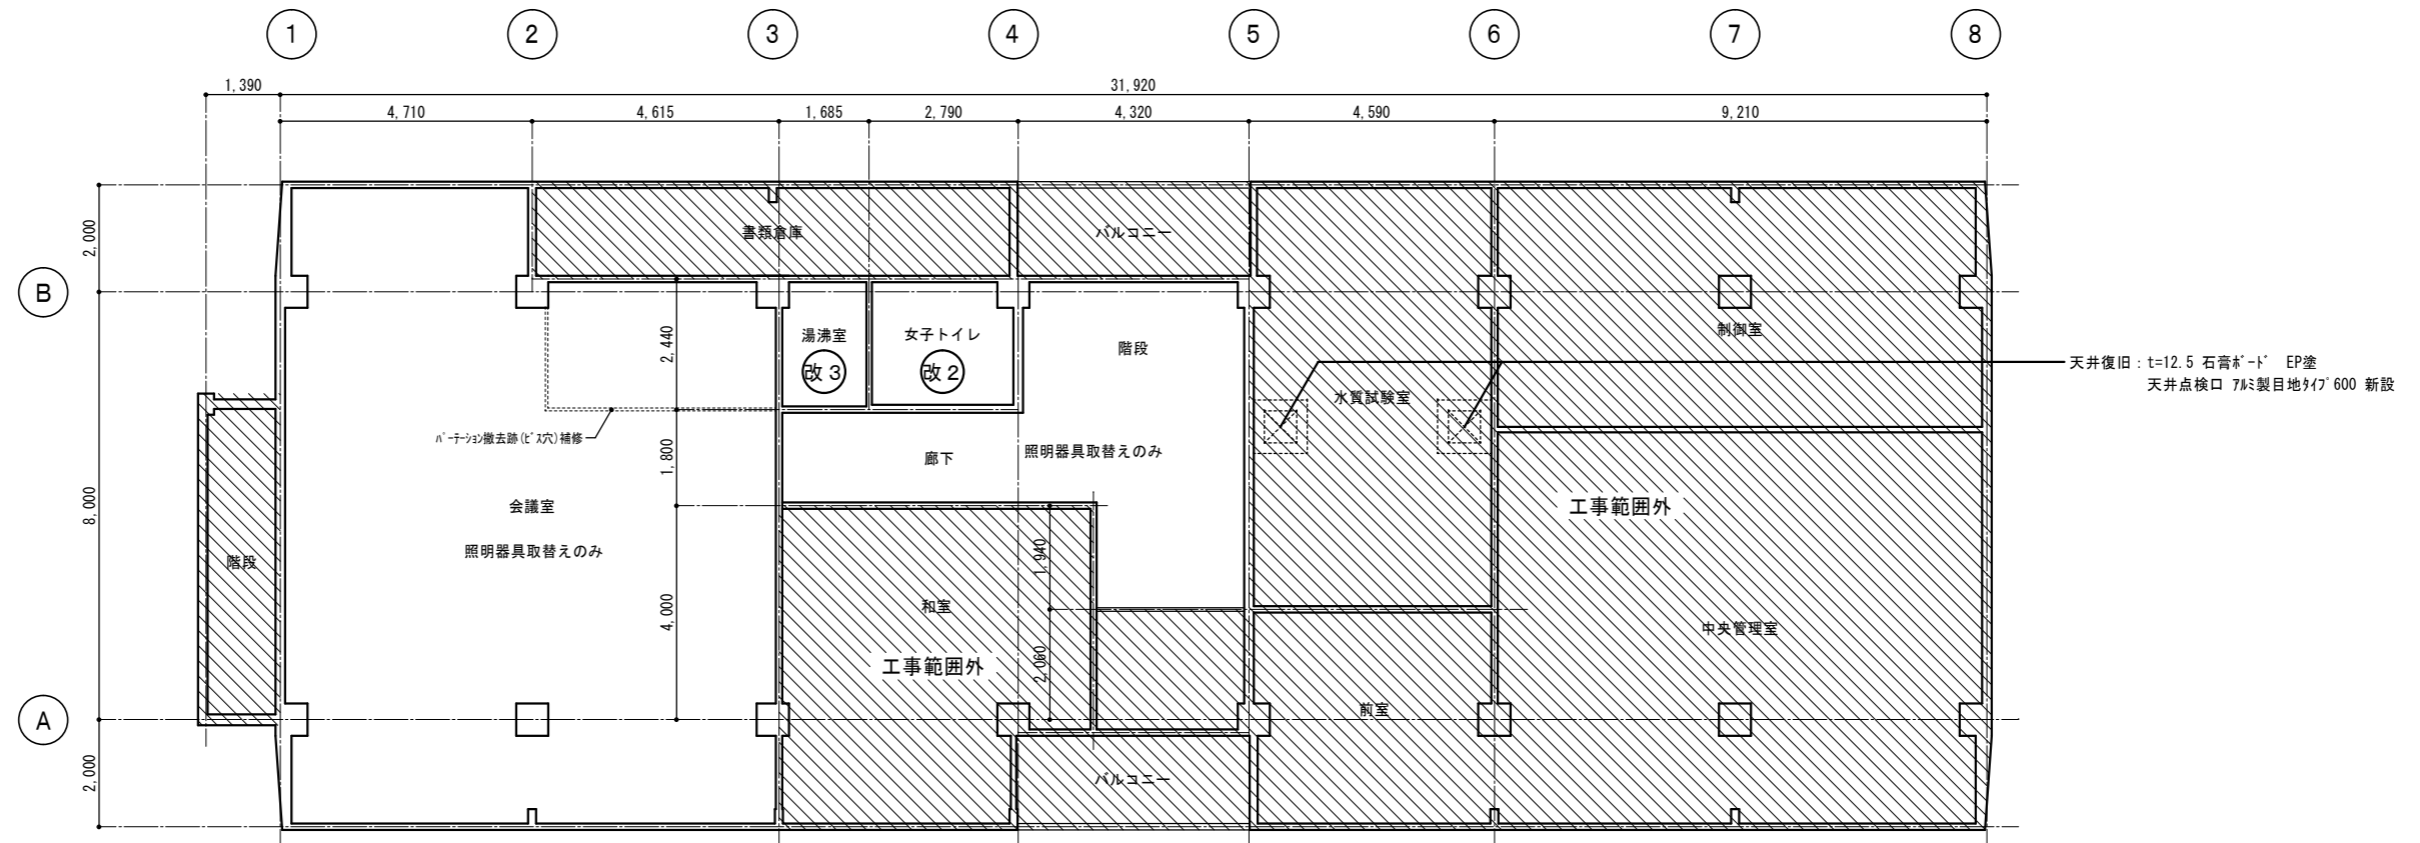 1 2 3 4 5 6 7 8
1,390 31,920
4,710 4,615 1,685 2,790 4,320 4,590 9,210
2,000
書類倉庫
バルコニー
B
湯沸室
改3
女子トイレ
改2
階段
制御室
2,440
天井復旧：t=12.5 石膏ﾎﾞｰﾄﾞ EP塗
天井点検口 ｱﾙﾐ製目地ﾀｲﾌﾟ600 新設
水質試験室
ﾊﾟｰﾃｰｼｮﾝ撤去跡(ﾋﾞｽ穴)補修
1,800
廊下
照明器具取替えのみ
8,000
会議室
照明器具取替えのみ
工事範囲外
階段
1,940
4,000
和室
工事範囲外
2,060
中央管理室
A
前室
2,000
バルコニー